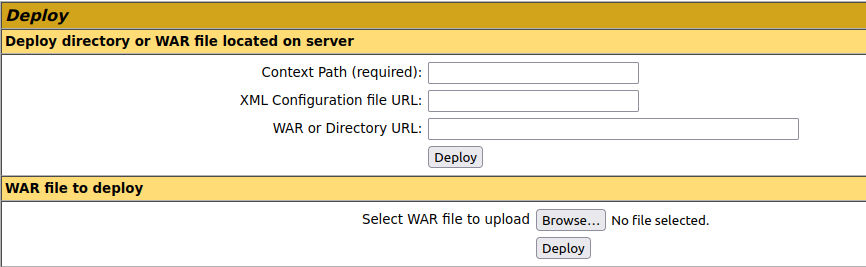 Deploy
Deploy directory or WAR file located on server
Context Path (required):
XML Configuration file URL:
WAR or Directory URL:
Deploy
WAR file to deploy
Select WAR file to upload Browse... No file selected.
Deploy